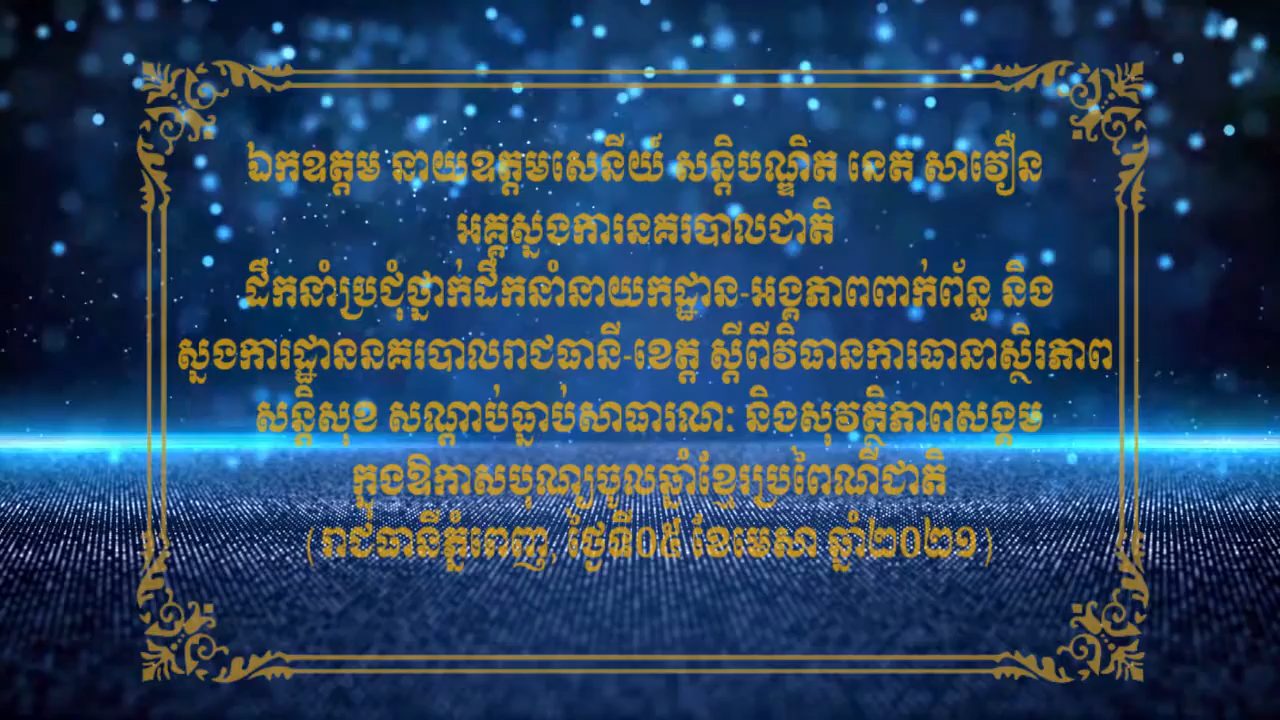 ឯកឧត្តម នាយឧត្តមសេនីយ៍ សន្តិបណ្ឌិត នេត សាវឿន
អគ្គស្នងការនគរបាលជាតិ
ដឹកនាំប្រជុំថ្នាក់ដឹកនាំនាយកដ្ឋាន-អង្គភាពពាក់ព័ន្ធ និង
ស្នងការដ្ឋាននគរបាលរាជធានី-ខេត្ត ស្តីពីវិធានការធានាស្ថិរភាព
សន្តិសុខ សណ្តាប់ធ្នាប់សាធារណៈ និងសុវត្ថិភាពសង្គម
ក្នុងឱកាសបុណ្យចូលឆ្នាំខ្មែរប្រពៃណីជាតិ
(រាជធានីភ្នំពេញ, ថ្ងៃទី០៥ ខែមេសា ឆ្នាំ២០២១)